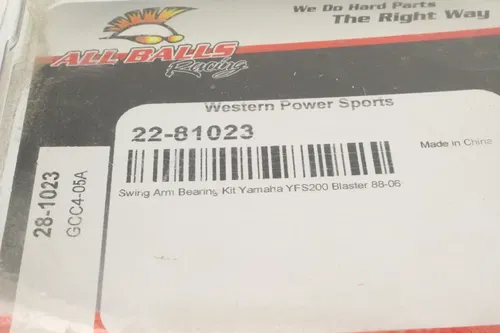 We Do Hard Parts
The Right Way
ALL BALLS
Racing
Western Power Sports
22-81023
Made in China
Swing Arm Bearing Kit Yamaha YFS200 Blaster 88-06
28-1023
GCC4-05A